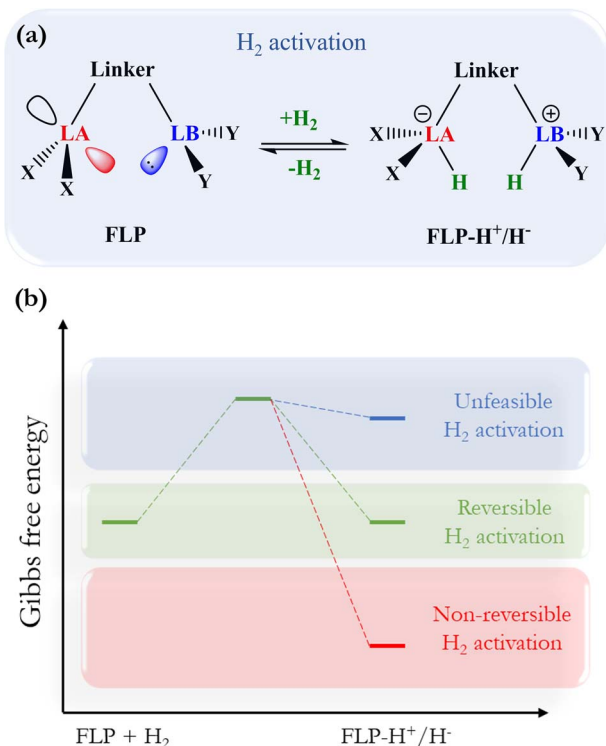 (a)
H₂ activation
Linker
LA
LB
Y
Y
X
X
FLP
+H₂
-H₂
Linker
⊖
⊕
X
LA
LB
Y
X
Y
H
H
FLP-H⁺/H⁻
(b)
Gibbs free energy
Unfeasible
H₂ activation
Reversible
H₂ activation
Non-reversible
H₂ activation
FLP + H₂
FLP-H⁺/H⁻